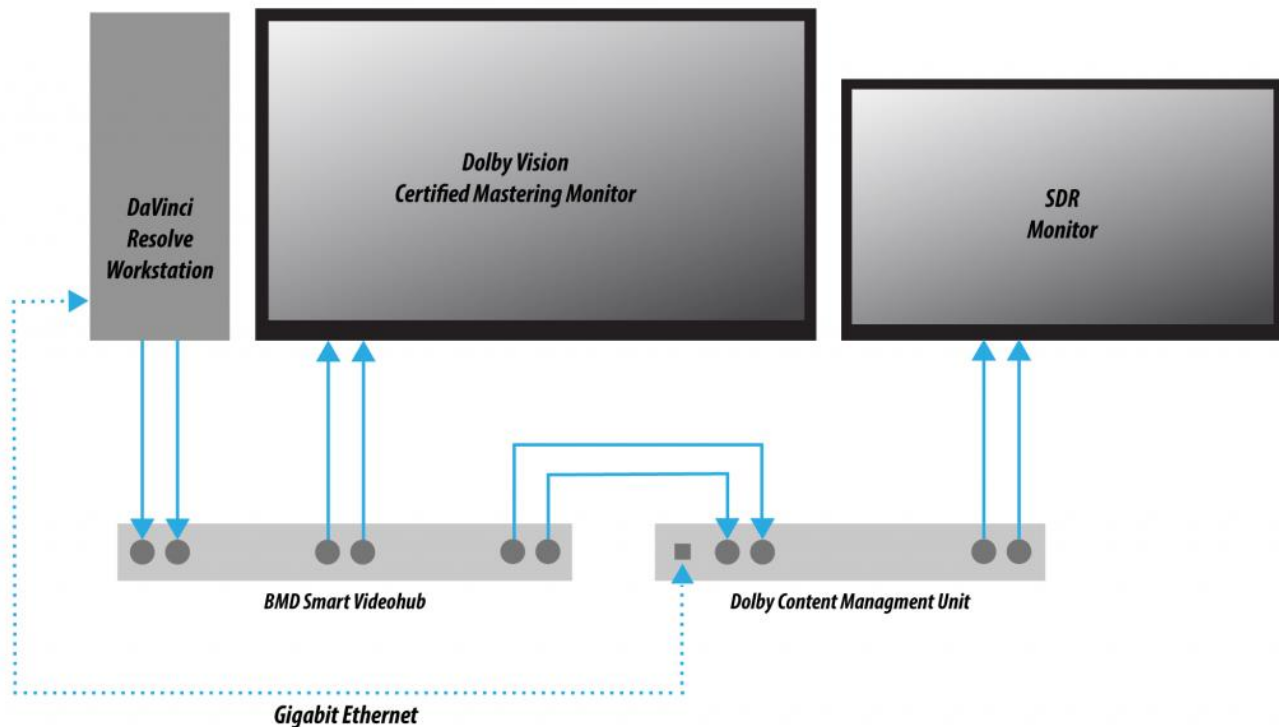 DaVinci
Resolve
Workstation
Dolby Vision
Certified Mastering Monitor
SDR
Monitor
BMD Smart Videohub
Dolby Content Managment Unit
Gigabit Ethernet